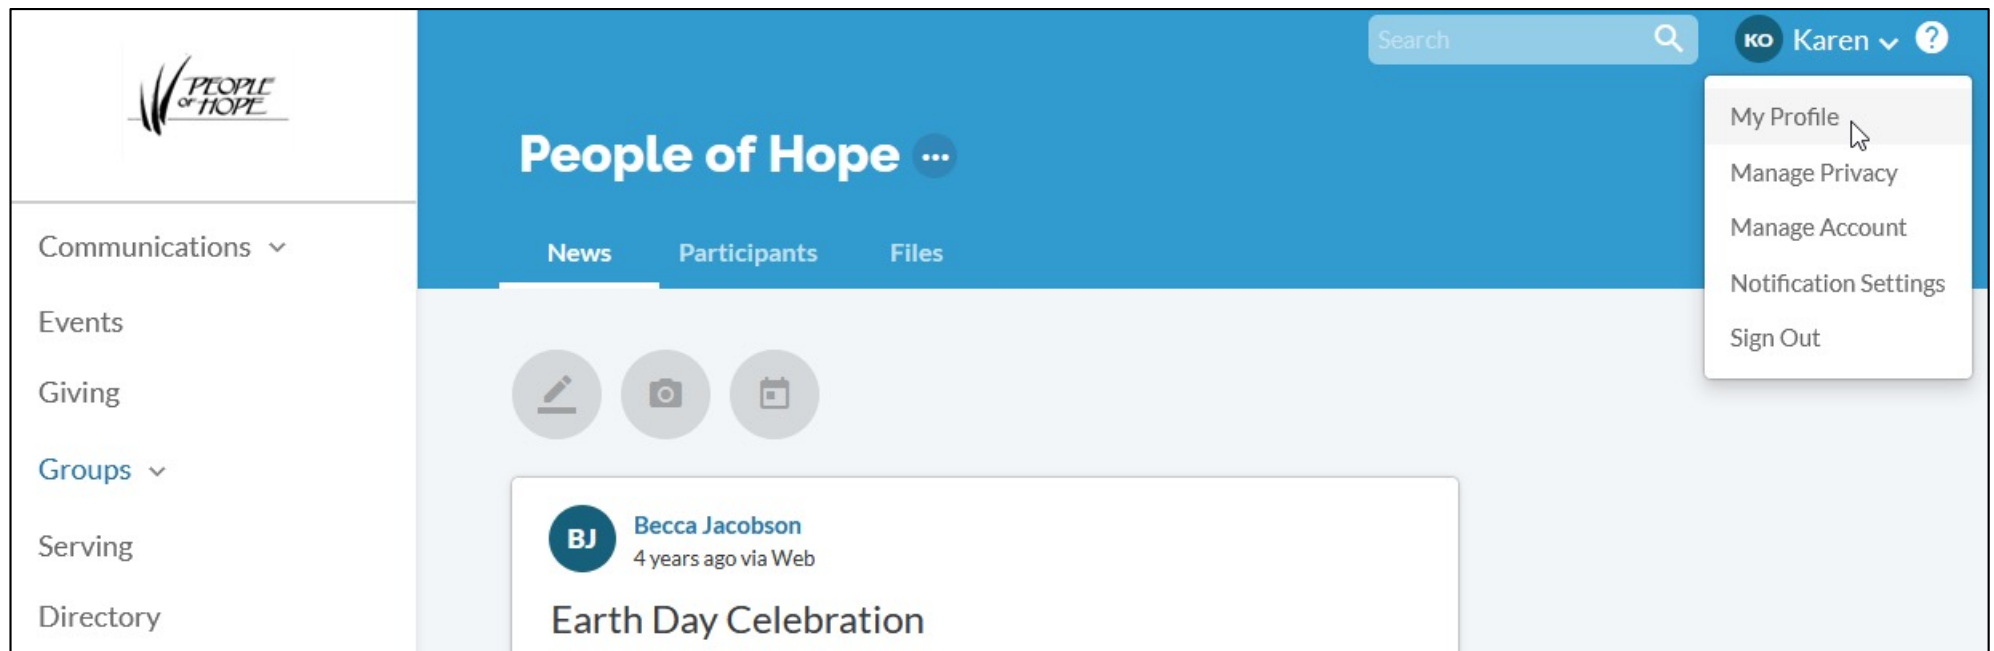 PEOPLE
OF HOPE
Communications
Events
Giving
Groups
Serving
Directory
Search
KO Karen ?
My Profile
Manage Privacy
Manage Account
Notification Settings
Sign Out
People of Hope ...
News Participants Files
BJ
Becca Jacobson
4 years ago via Web
Earth Day Celebration